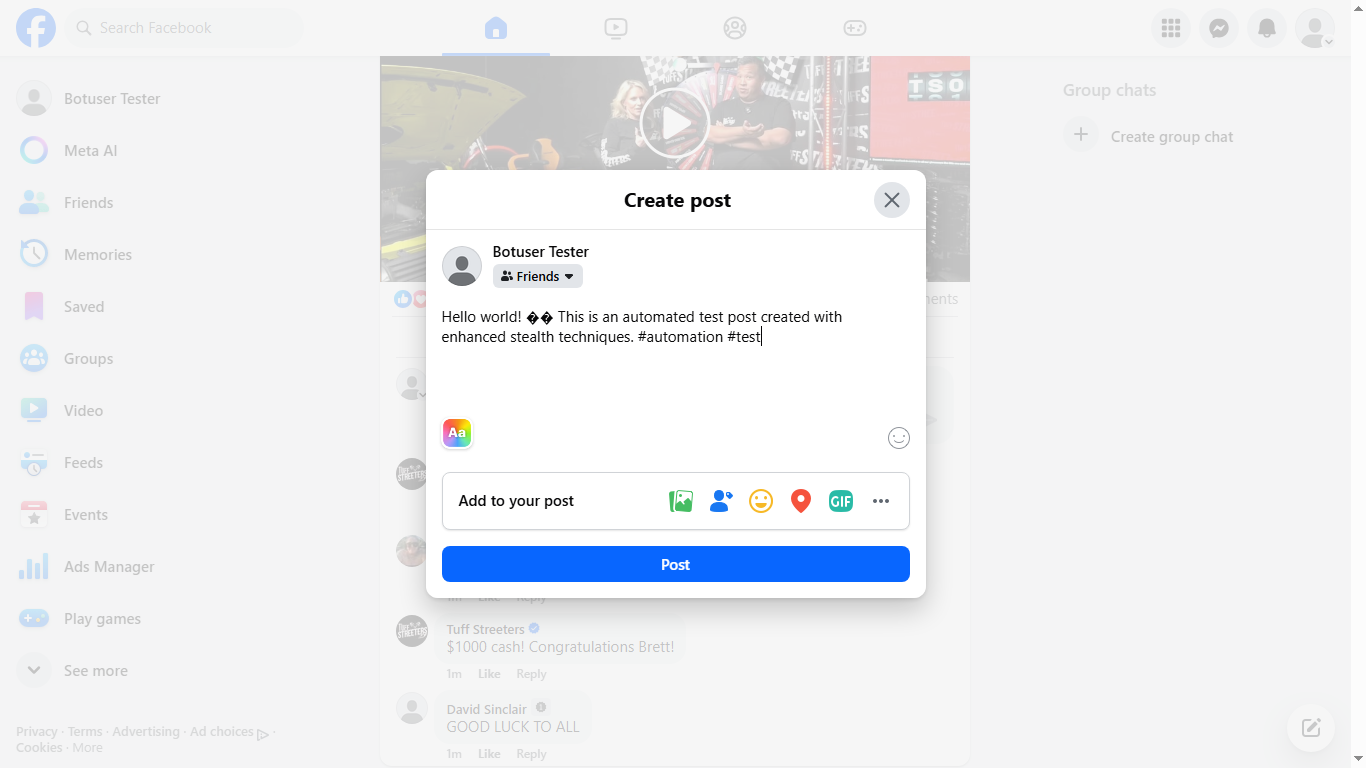 Search Facebook
Botuser Tester
Meta AI
Friends
Memories
Saved
Groups
Video
Feeds
Events
Ads Manager
Play games
See more
Privacy · Terms · Advertising · Ad choices ·
Cookies · More
TSO
Create post
Botuser Tester
Friends
Hello world! �� This is an automated test post created with
enhanced stealth techniques. #automation #test
Aa
Add to your post
GIF
Post
1m Like Reply
Tuff Streeters
$1000 cash! Congratulations Brett!
1m Like Reply
David Sinclair
GOOD LUCK TO ALL
1m Like Reply
Group chats
Create group chat